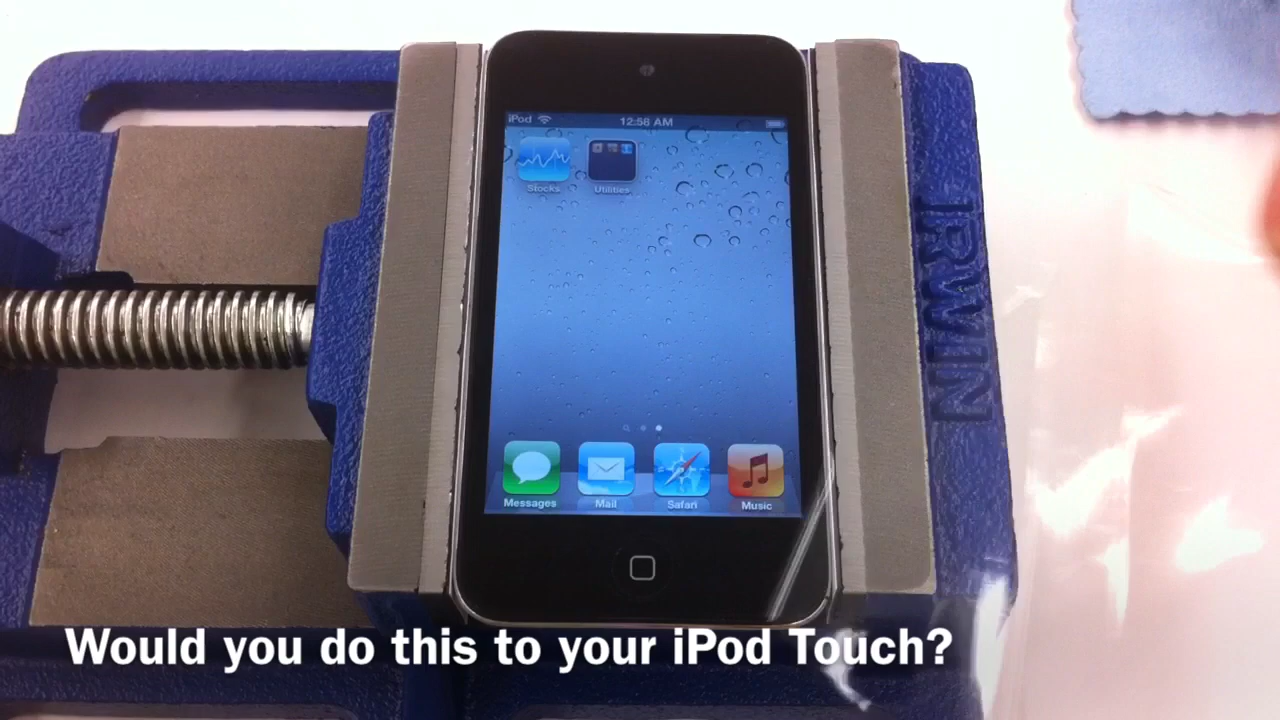 iPod 12:56 AM
Stocks Utilities
Messages Mail Safari Music
IRWIN
Would you do this to your iPod Touch?